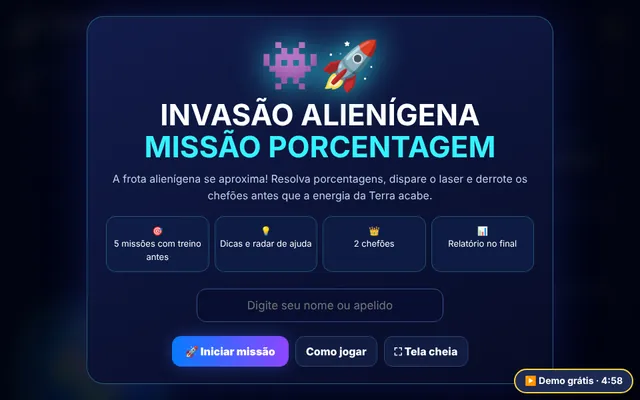 INVASÃO ALIENÍGENA
MISSÃO PORCENTAGEM
A frota alienígena se aproxima! Resolva porcentagens, dispare o laser e derrote os
chefões antes que a energia da Terra acabe.
5 missões com treino
antes
Dicas e radar de ajuda
2 chefões
Relatório no final
Digite seu nome ou apelido
🚀 Iniciar missão
Como jogar
⛶ Tela cheia
▶️ Demo grátis · 4:58